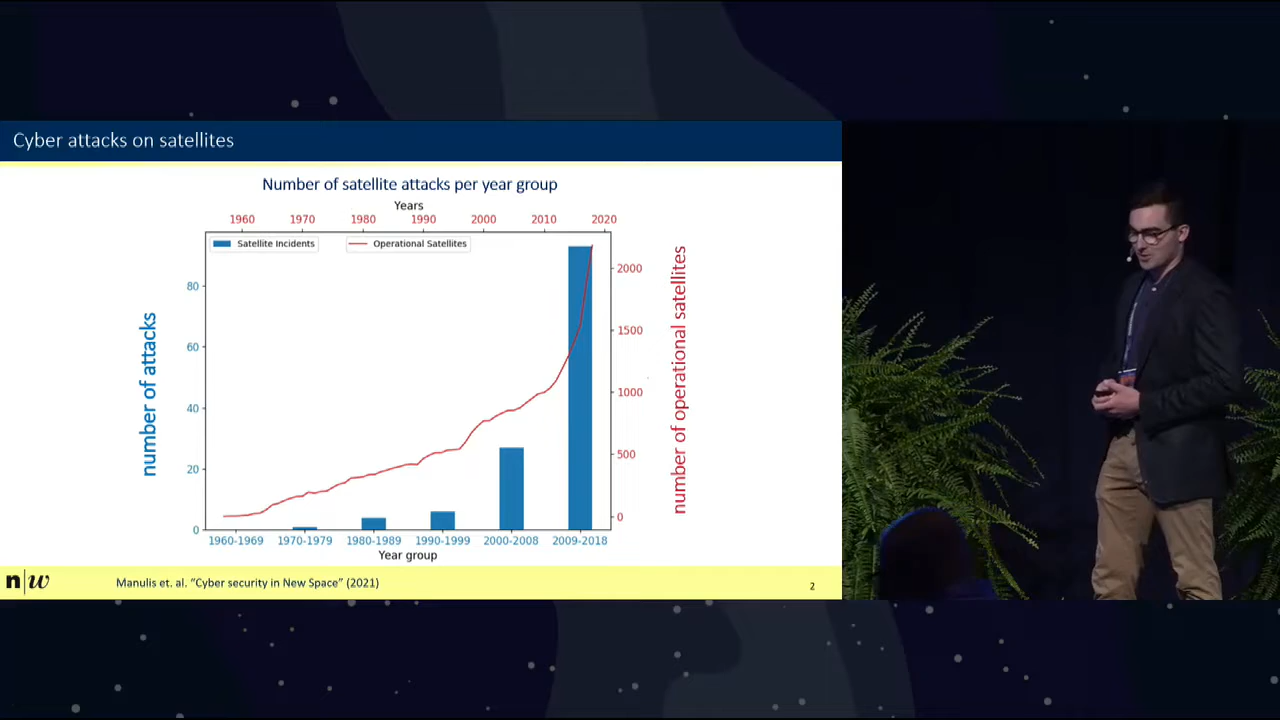 Cyber attacks on satellites
Number of satellite attacks per year group
Years
1960 1970 1980 1990 2000 2010 2020
Satellite Incidents
Operational Satellites
number of attacks
80
60
40
20
0
2000
1500
1000
500
0
number of operational satellites
1960-1969 1970-1979 1980-1989 1990-1999 2000-2008 2009-2018
Year group
n|w
Manulis et. al. "Cyber security in New Space" (2021)
2